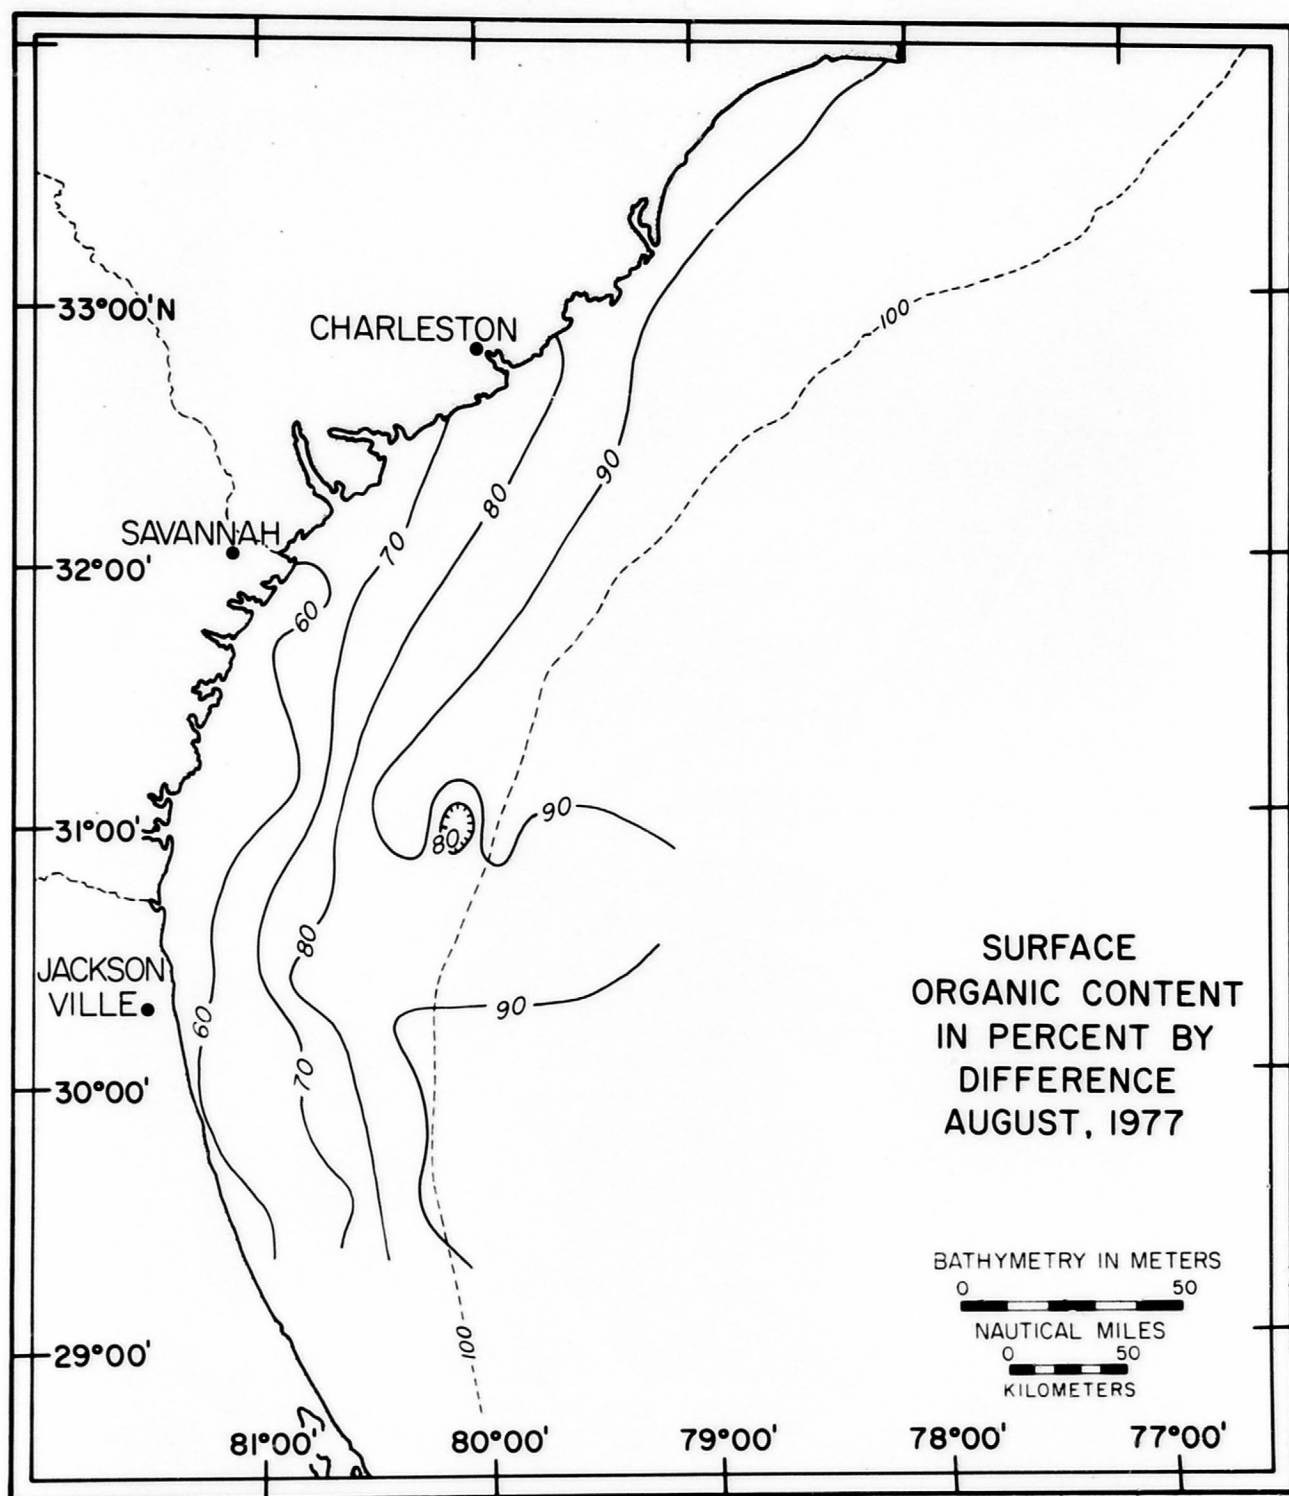 33°00'N
CHARLESTON
100
90
80
70
SAVANNAH
32°00'
60
90
31°00'
80
80
JACKSON
VILLE
60
90
70
30°00'
SURFACE
ORGANIC CONTENT
IN PERCENT BY
DIFFERENCE
AUGUST, 1977
BATHYMETRY IN METERS
0 50
NAUTICAL MILES
0 50
KILOMETERS
100
29°00'
81°00' 80°00' 79°00' 78°00' 77°00'